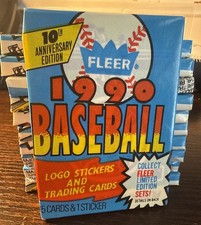 10TH
ANNIVERSARY
EDITION
FLEER
1990
BASEBALL
LOGO STICKERS
AND
TRADING CARDS
COLLECT
FLEER
LIMITED
EDITION
SETS!
DETAILS ON BACK
5 CARDS & 1 STICKER